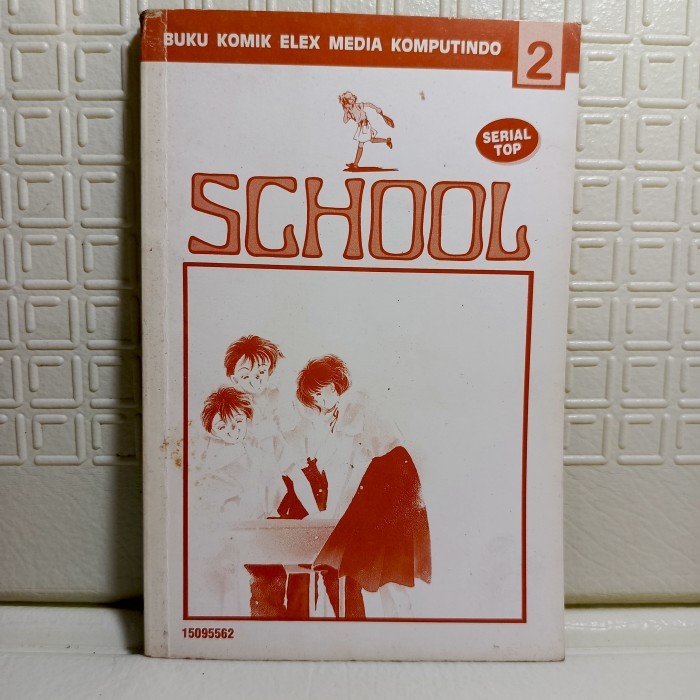 BUKU KOMIK ELEX MEDIA KOMPUTINDO
2
SERIAL
TOP
SCHOOL
15095562